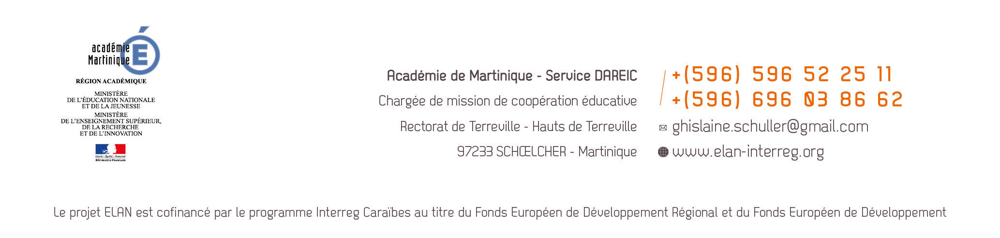 académie
Martinique
É
RÉGION ACADÉMIQUE
MINISTÈRE
DE L'ÉDUCATION NATIONALE
ET DE LA JEUNESSE
MINISTÈRE
DE L'ENSEIGNEMENT SUPÉRIEUR,
DE LA RECHERCHE
ET DE L'INNOVATION
Liberté • Égalité • Fraternité
RÉPUBLIQUE FRANÇAISE
Académie de Martinique - Service DAREIC
Chargée de mission de coopération éducative
Rectorat de Terreville - Hauts de Terreville
97233 SCHŒLCHER - Martinique
+(596) 596 52 25 11
+(596) 696 03 86 62
ghislaine.schuller@gmail.com
www.elan-interreg.org
Le projet ELAN est cofinancé par le programme Interreg Caraïbes au titre du Fonds Européen de Développement Régional et du Fonds Européen de Développement